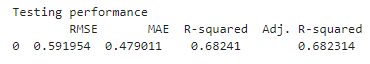 Testing performance
RMSE MAE R-squared Adj. R-squared
0 0.591954 0.479011 0.68241 0.682314